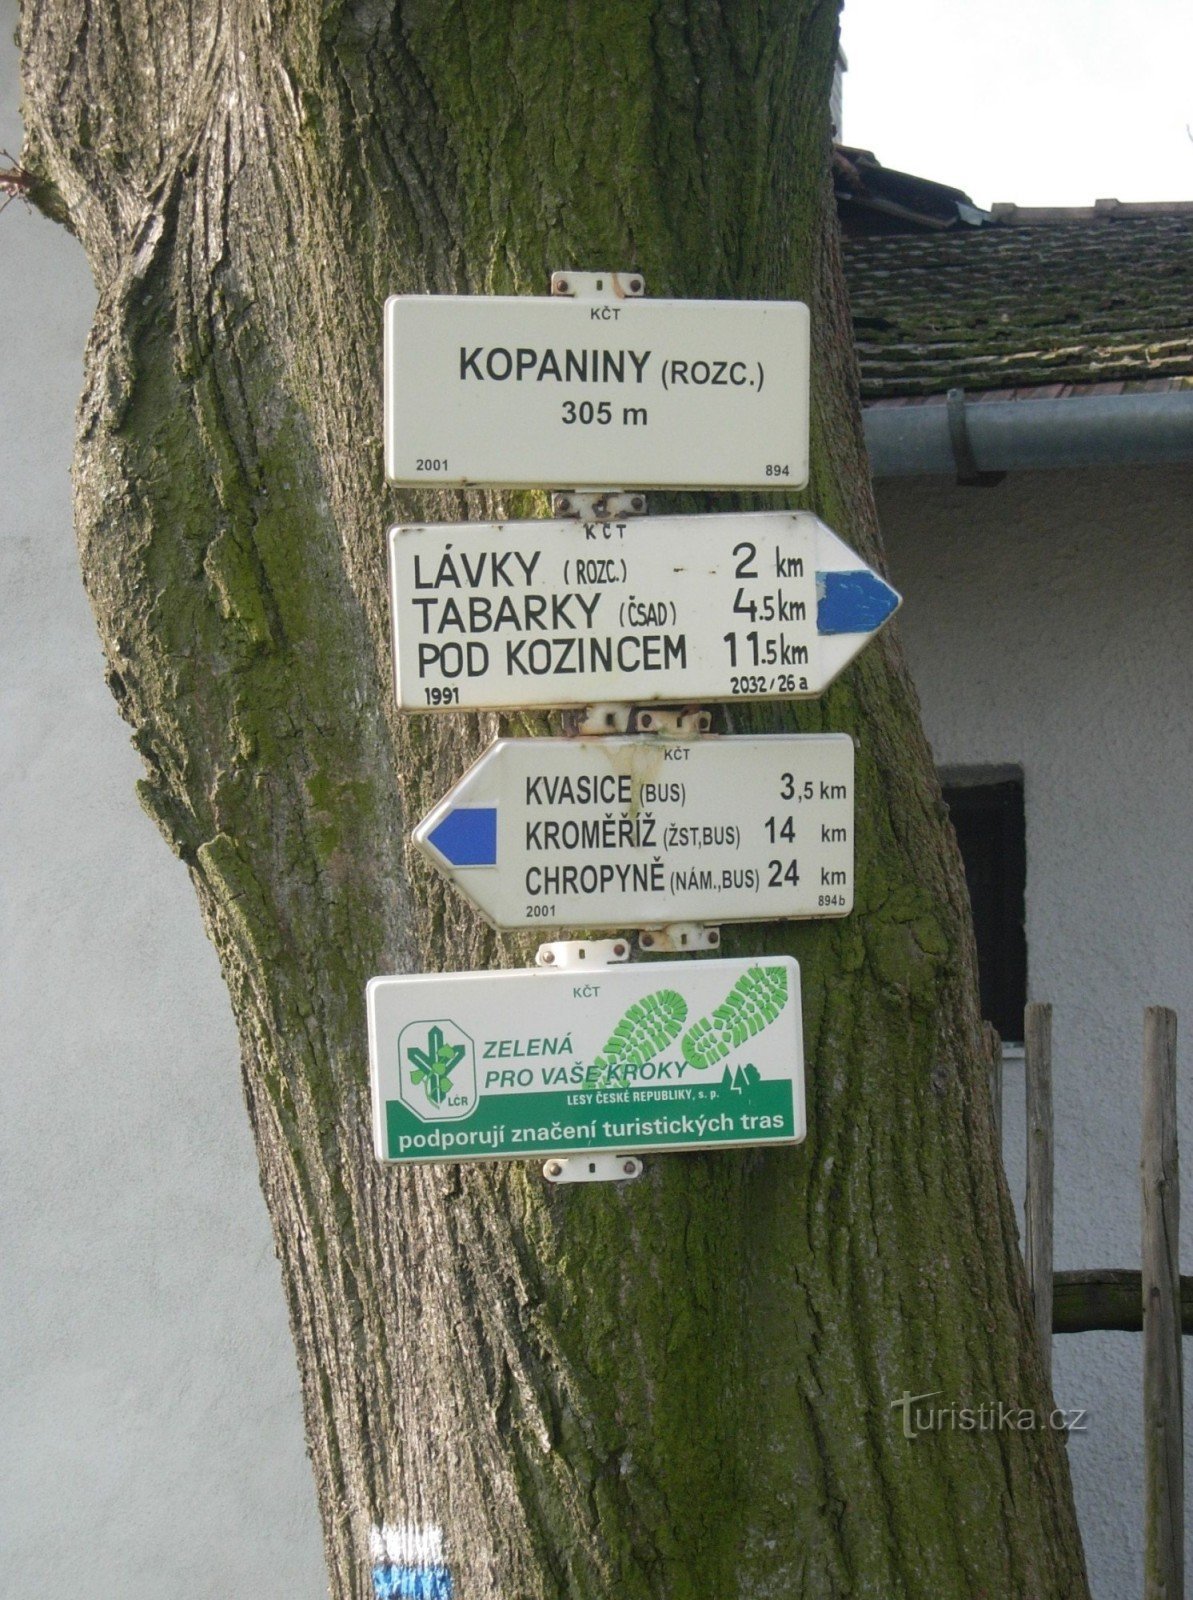 KČT
KOPANINY (ROZC.)
305 m
2001 894
KČT
LÁVKY (ROZC.) - 2 km
TABARKY (ČSAD) 4.5 km
POD KOZINCEM 11.5 km
1991 2032/26 a
KČT
KVASICE (BUS) 3,5 km
KROMĚŘÍŽ (ŽST,BUS) 14 km
CHROPYNĚ (NÁM.,BUS) 24 km
2001 894b
KČT
ZELENÁ
PRO VAŠE KROKY
LČR
LESY ČESKÉ REPUBLIKY, s. p.
podporují značení turistických tras
Turistika.cz